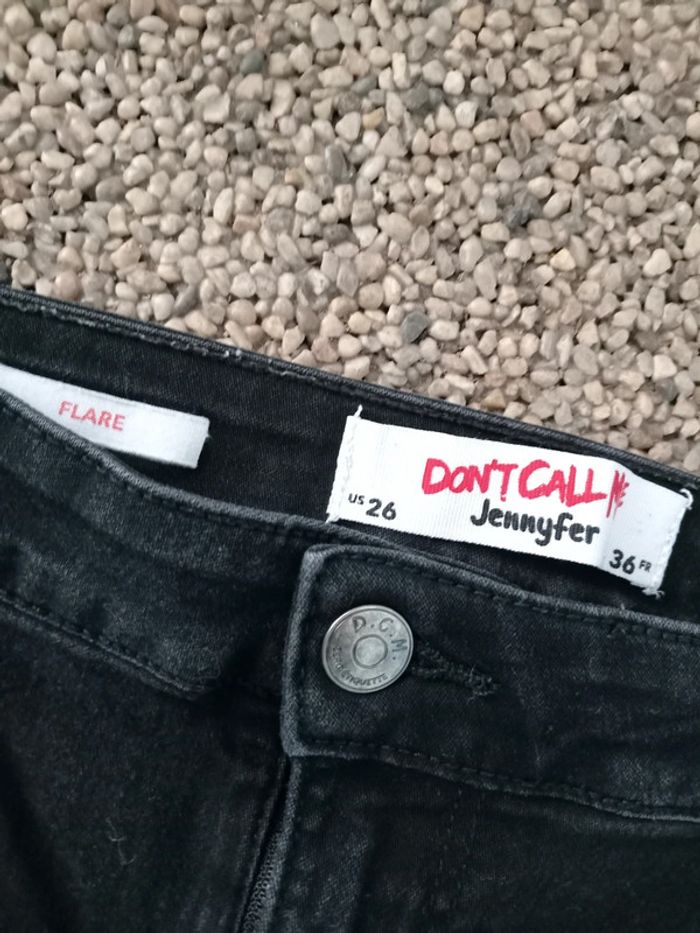 FLARE
DON'T CALL ME
Jennyfer
US 26
36 FR
D.C.M.